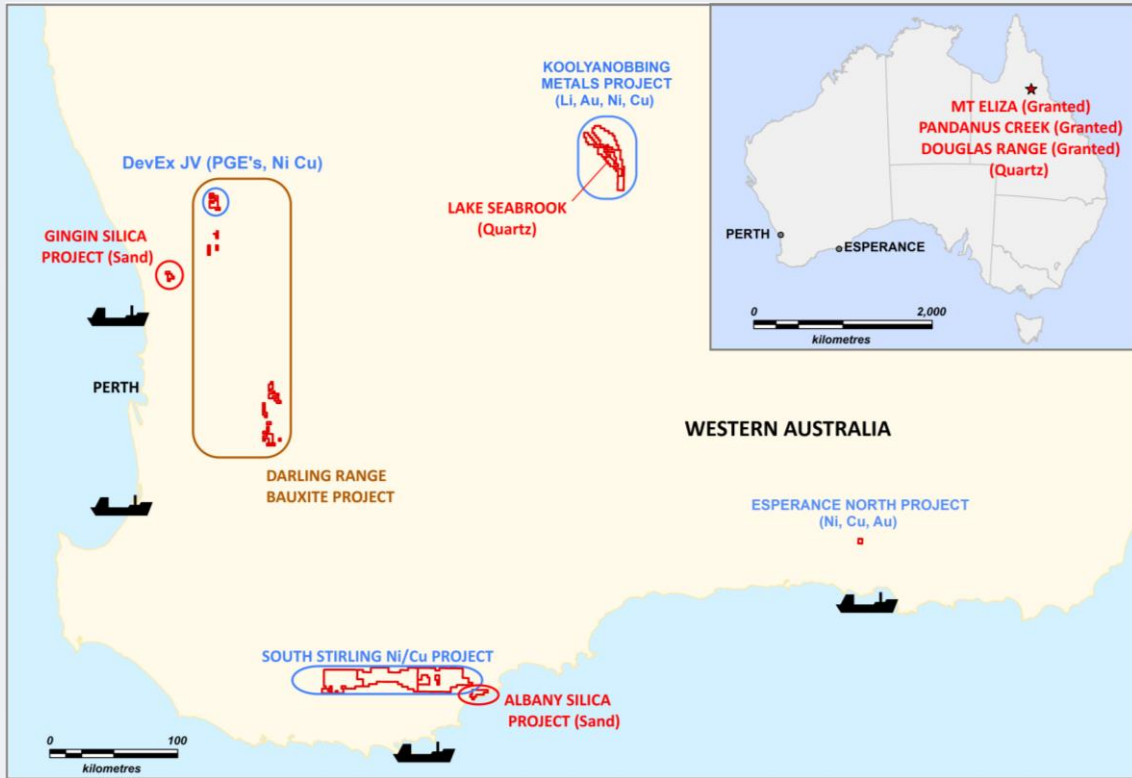 KOOLYANOBBING
METALS PROJECT
(Li, Au, Ni, Cu)
DevEx JV (PGE's, Ni Cu)
LAKE SEABROOK
(Quartz)
GINGIN SILICA
PROJECT (Sand)
PERTH
DARLING RANGE
BAUXITE PROJECT
WESTERN AUSTRALIA
ESPERANCE NORTH PROJECT
(Ni, Cu, Au)
SOUTH STIRLING Ni/Cu PROJECT
ALBANY SILICA
PROJECT (Sand)
0 100
kilometres
MT ELIZA (Granted)
PANDANUS CREEK (Granted)
DOUGLAS RANGE (Granted)
(Quartz)
PERTH
ESPERANCE
0 2,000
kilometres